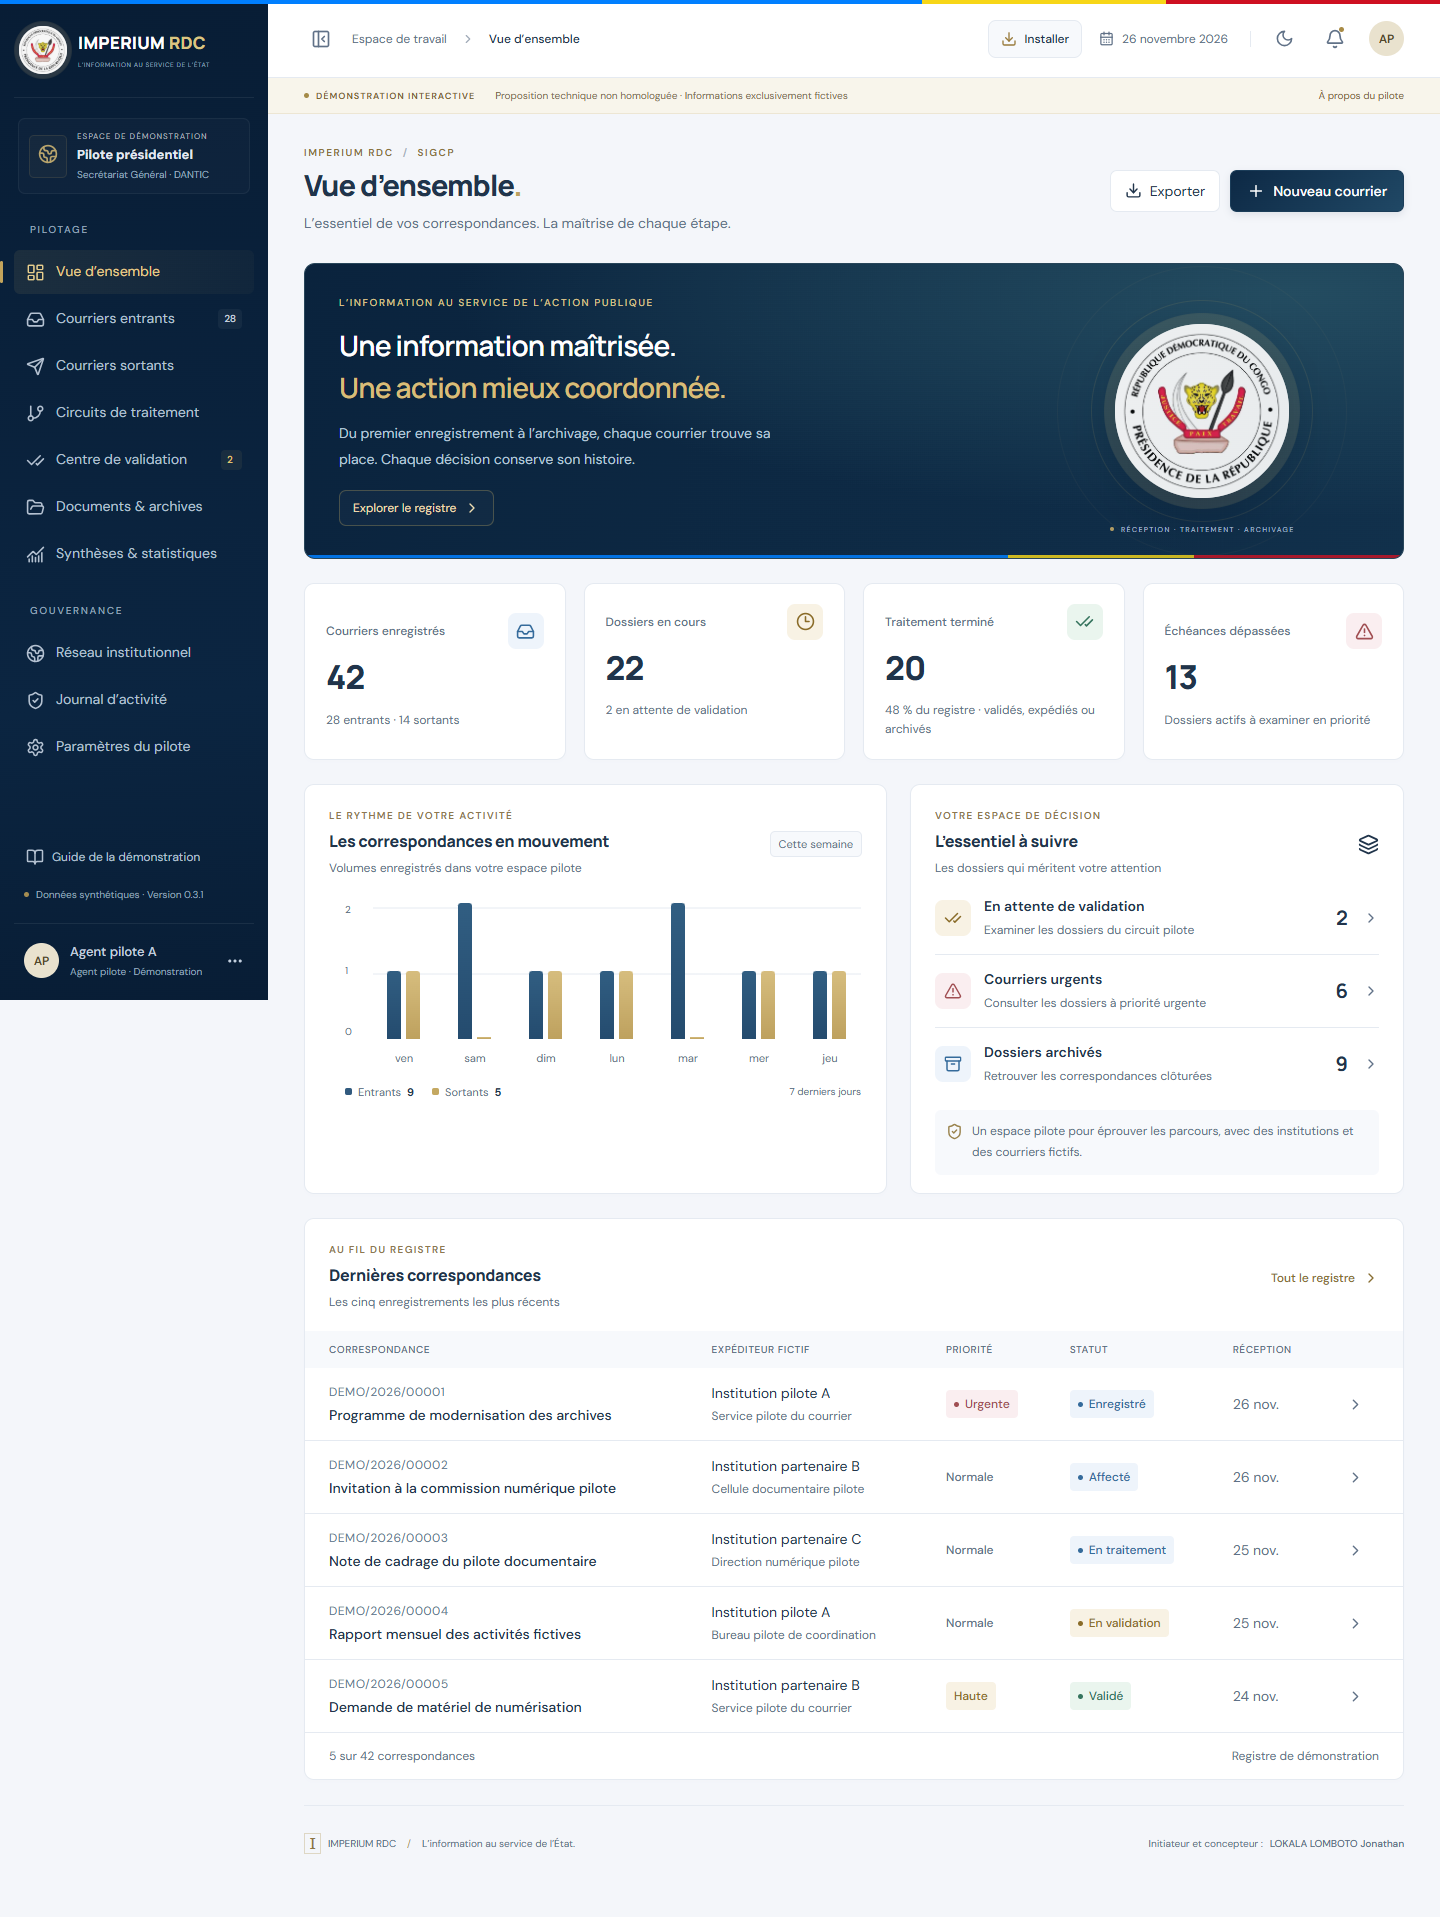 IMPERIUM RDC
L'INFORMATION AU SERVICE DE L'ÉTAT
ESPACE DE DÉMONSTRATION
Pilote présidentiel
Secrétariat Général · DANTIC
PILOTAGE
Vue d’ensemble
Courriers entrants 28
Courriers sortants
Circuits de traitement
Centre de validation 2
Documents & archives
Synthèses & statistiques
GOUVERNANCE
Réseau institutionnel
Journal d’activité
Paramètres du pilote
Guide de la démonstration
Données synthétiques · Version 0.3.1
AP
Agent pilote A
Agent pilote · Démonstration
Espace de travail > Vue d’ensemble
Installer
26 novembre 2026
AP
DÉMONSTRATION INTERACTIVE
Proposition technique non homologuée · Informations exclusivement fictives
À propos du pilote
IMPERIUM RDC / SIGCP
Vue d’ensemble.
L’essentiel de vos correspondances. La maîtrise de chaque étape.
Exporter
Nouveau courrier
L’INFORMATION AU SERVICE DE L’ACTION PUBLIQUE
Une information maîtrisée.
Une action mieux coordonnée.
Du premier enregistrement à l’archivage, chaque courrier trouve sa
place. Chaque décision conserve son histoire.
Explorer le registre
RÉPUBLIQUE DÉMOCRATIQUE DU CONGO
JUSTICE PAIX TRAVAIL
PRÉSIDENCE DE LA RÉPUBLIQUE
RÉCEPTION · TRAITEMENT · ARCHIVAGE
Courriers enregistrés
42
28 entrants · 14 sortants
Dossiers en cours
22
2 en attente de validation
Traitement terminé
20
48 % du registre · validés, expédiés ou
archivés
Échéances dépassées
13
Dossiers actifs à examiner en priorité
LE RYTHME DE VOTRE ACTIVITÉ
Les correspondances en mouvement
Volumes enregistrés dans votre espace pilote
Cette semaine
2
1
0
ven sam dim lun mar mer jeu
Entrants 9 Sortants 5
7 derniers jours
VOTRE ESPACE DE DÉCISION
L’essentiel à suivre
Les dossiers qui méritent votre attention
En attente de validation
Examiner les dossiers du circuit pilote
2
Courriers urgents
Consulter les dossiers à priorité urgente
6
Dossiers archivés
Retrouver les correspondances clôturées
9
Un espace pilote pour éprouver les parcours, avec des institutions et
des courriers fictifs.
AU FIL DU REGISTRE
Dernières correspondances
Les cinq enregistrements les plus récents
Tout le registre
CORRESPONDANCE EXPÉDITEUR FICTIF PRIORITÉ STATUT RÉCEPTION
DEMO/2026/00001
Programme de modernisation des archives
Institution pilote A
Service pilote du courrier
Urgente
Enregistré
26 nov.
DEMO/2026/00002
Invitation à la commission numérique pilote
Institution partenaire B
Cellule documentaire pilote
Normale
Affecté
26 nov.
DEMO/2026/00003
Note de cadrage du pilote documentaire
Institution partenaire C
Direction numérique pilote
Normale
En traitement
25 nov.
DEMO/2026/00004
Rapport mensuel des activités fictives
Institution pilote A
Bureau pilote de coordination
Normale
En validation
25 nov.
DEMO/2026/00005
Demande de matériel de numérisation
Institution partenaire B
Service pilote du courrier
Haute
Validé
24 nov.
5 sur 42 correspondances
Registre de démonstration
I IMPERIUM RDC / L’information au service de l’État.
Initiateur et concepteur : LOKALA LOMBOTO Jonathan